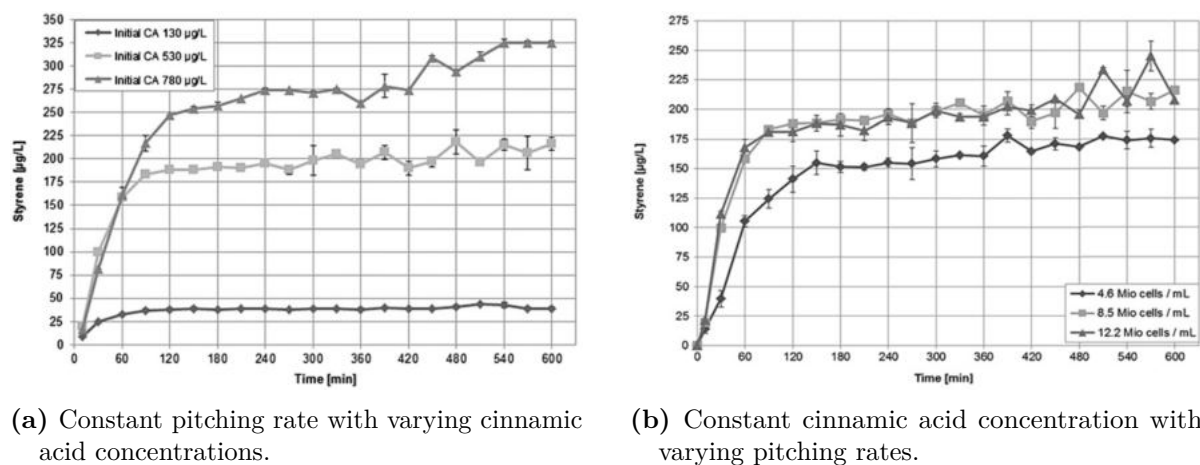 350
325
300
275
250
225
200
175
150
125
100
75
50
25
0
Styrene [µg/L]
Initial CA 130 µg/L
Initial CA 530 µg/L
Initial CA 780 µg/L
0 60 120 180 240 300 360 420 480 540 600
Time [min]
(a) Constant pitching rate with varying cinnamic
acid concentrations.
275
250
225
200
175
150
125
100
75
50
25
0
Styrene [µg/L]
4.6 Mio cells / mL
8.5 Mio cells / mL
12.2 Mio cells / mL
0 60 120 180 240 300 360 420 480 540 600
Time [min]
(b) Constant cinnamic acid concentration with
varying pitching rates.